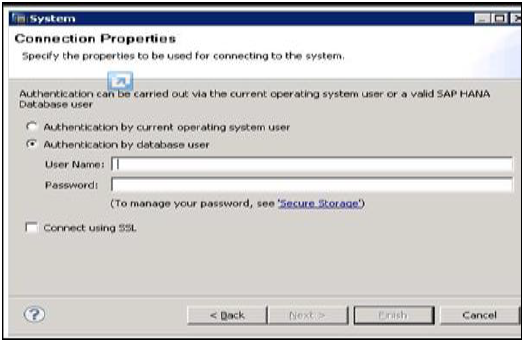 System
Connection Properties
Specify the properties to be used for connecting to the system.
Authentication can be carried out via the current operating system user or a valid SAP HANA
Database user
Authentication by current operating system user
Authentication by database user
User Name:
Password:
(To manage your password, see 'Secure Storage')
Connect using SSL
?
< Back
Next >
Finish
Cancel